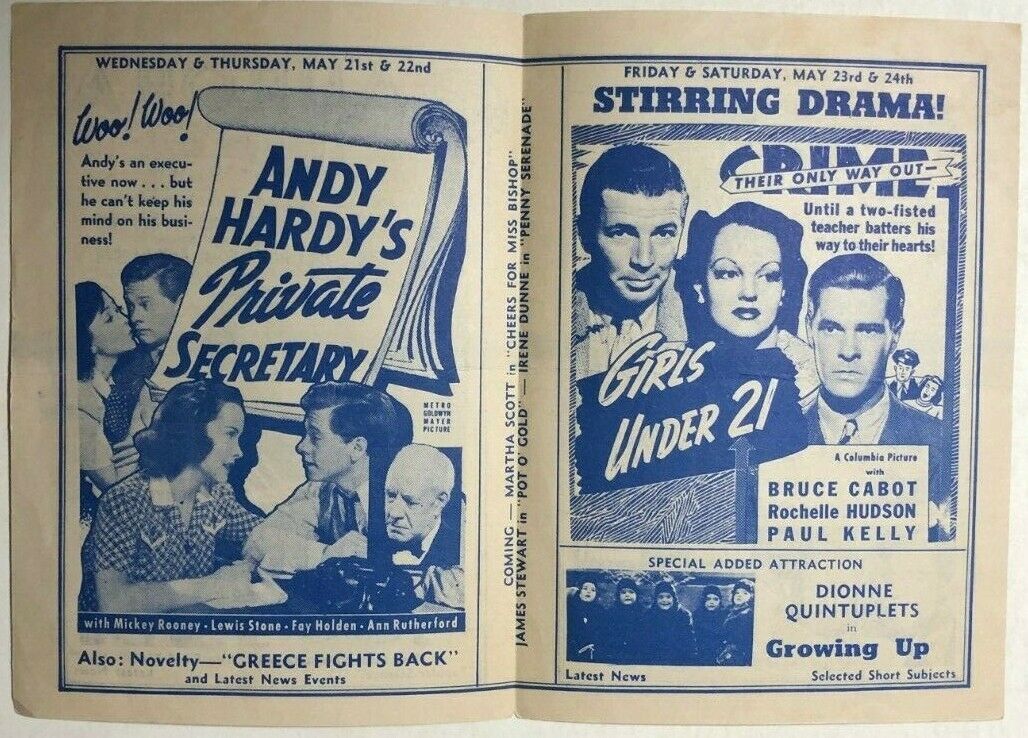 WEDNESDAY & THURSDAY, MAY 21st & 22nd
Woo! Woo!
Andy's an execu-
tive now . . . but
he can't keep his
mind on his busi-
ness!
ANDY
HARDY'S
Private
SECRETARY
METRO
GOLDWYN
MAYER
PICTURE
with Mickey Rooney · Lewis Stone · Fay Holden · Ann Rutherford
Also: Novelty—"GREECE FIGHTS BACK"
and Latest News Events
COMING — MARTHA SCOTT in "CHEERS FOR MISS BISHOP"
JAMES STEWART in "POT O' GOLD" — IRENE DUNNE in "PENNY SERENADE"
FRIDAY & SATURDAY, MAY 23rd & 24th
STIRRING DRAMA!
CRIME
THEIR ONLY WAY OUT—
Until a two-fisted
teacher batters his
way to their hearts!
GIRLS
UNDER 21
A Columbia Picture
with
BRUCE CABOT
Rochelle HUDSON
PAUL KELLY
SPECIAL ADDED ATTRACTION
DIONNE
QUINTUPLETS
in
Growing Up
Latest News
Selected Short Subjects